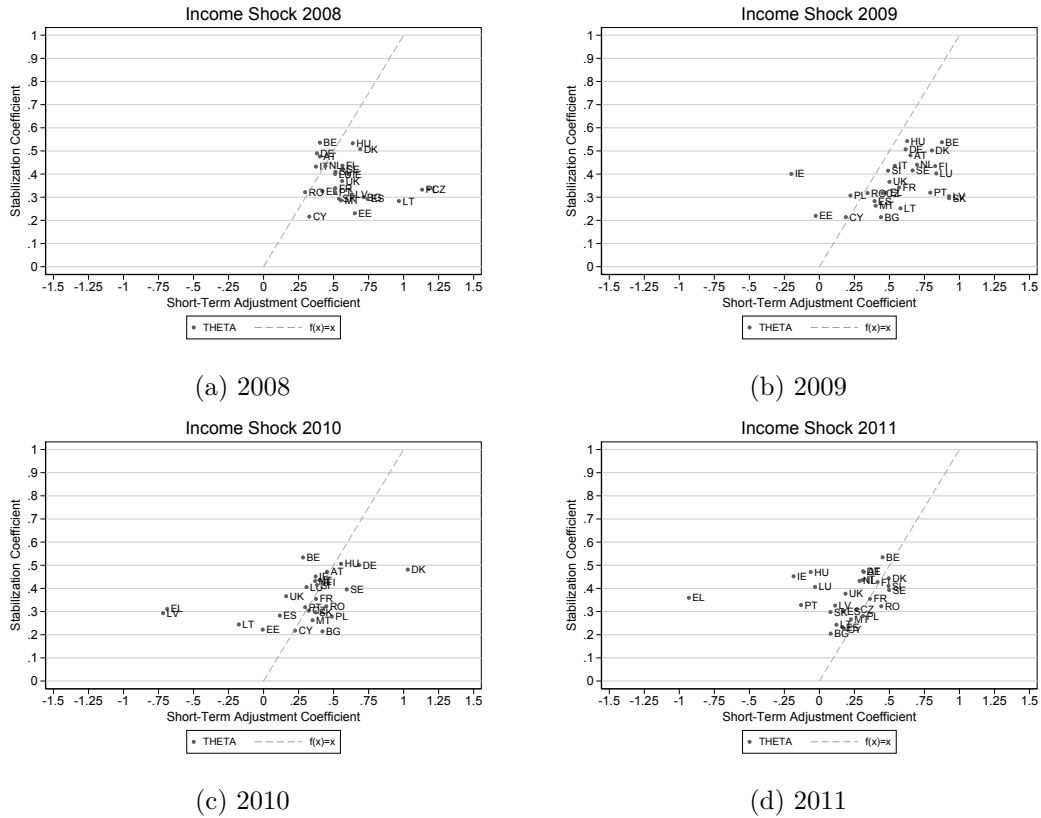 Income Shock 2008
Stabilization Coefficient
1
.9
.8
.7
.6
.5
.4
.3
.2
.1
0
BE
HU
DK
DE
AT
IT
NL
UK
RO
CY
EE
LV
BG
ES
LT
CZ
-1.5 -1.25 -1 -.75 -.5 -.25 0 .25 .5 .75 1 1.25 1.5
Short-Term Adjustment Coefficient
THETA f(x)=x
(a) 2008
Income Shock 2009
Stabilization Coefficient
1
.9
.8
.7
.6
.5
.4
.3
.2
.1
0
HU
BE
DE
DK
AT
IT
NL
FI
SI
SE
LU
IE
UK
FR
PL
PT
LV
SK
ES
MT
LT
EE
CY
BG
-1.5 -1.25 -1 -.75 -.5 -.25 0 .25 .5 .75 1 1.25 1.5
Short-Term Adjustment Coefficient
THETA f(x)=x
(b) 2009
Income Shock 2010
Stabilization Coefficient
1
.9
.8
.7
.6
.5
.4
.3
.2
.1
0
BE
HU
DE
DK
AT
SE
UK
FR
RO
EL
LV
ES
PL
MT
LT
EE
CY
BG
-1.5 -1.25 -1 -.75 -.5 -.25 0 .25 .5 .75 1 1.25 1.5
Short-Term Adjustment Coefficient
THETA f(x)=x
(c) 2010
Income Shock 2011
Stabilization Coefficient
1
.9
.8
.7
.6
.5
.4
.3
.2
.1
0
BE
HU
IE
DK
LU
SE
UK
FR
EL
PT
LV
RO
CZ
PL
MT
BG
-1.5 -1.25 -1 -.75 -.5 -.25 0 .25 .5 .75 1 1.25 1.5
Short-Term Adjustment Coefficient
THETA f(x)=x
(d) 2011